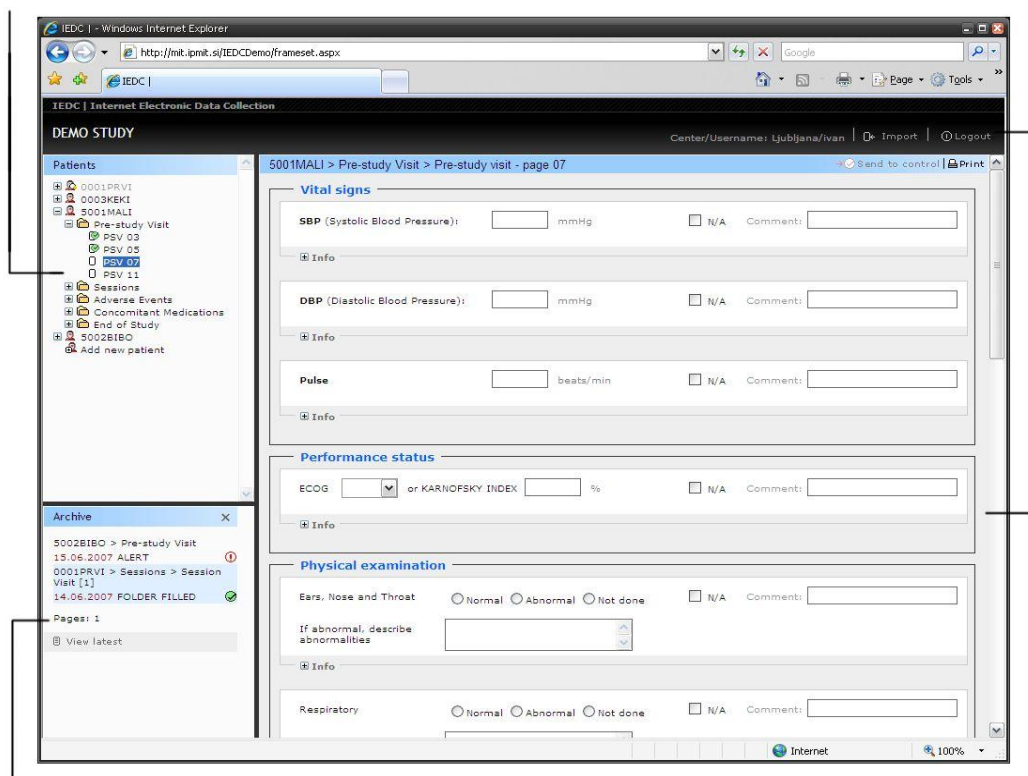 IEDC | - Windows Internet Explorer
http://mit.ipmit.si/IEDCDemo/frameset.aspx
Google
IEDC |
Page
Tools
IEDC | Internet Electronic Data Collection
DEMO STUDY
Center/Username: Ljubljana/ivan | Import | Logout
Patients
0001PRVI
0003KEKI
5001MALI
Pre-study Visit
PSV 03
PSV 05
PSV 07
PSV 11
Sessions
Adverse Events
Concomitant Medications
End of Study
5002BIBO
Add new patient
Archive
5002BIBO > Pre-study Visit
15.06.2007 ALERT
0001PRVI > Sessions > Session
Visit [1]
14.06.2007 FOLDER FILLED
Pages: 1
View latest
5001MALI > Pre-study Visit > Pre-study visit - page 07
Send to control | Print
Vital signs
SBP (Systolic Blood Pressure): mmHg N/A Comment:
Info
DBP (Diastolic Blood Pressure): mmHg N/A Comment:
Info
Pulse beats/min N/A Comment:
Info
Performance status
ECOG or KARNOFSKY INDEX % N/A Comment:
Info
Physical examination
Ears, Nose and Throat Normal Abnormal Not done N/A Comment:
If abnormal, describe
abnormalities
Info
Respiratory Normal Abnormal Not done N/A Comment:
Internet
100%